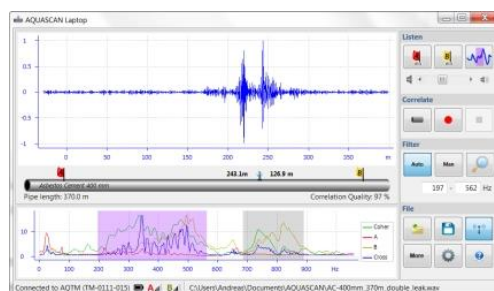 AQUASCAN Laptop
Listen
1
0.5
0
-0.5
-1
0 50 100 150 200 250 300 350 m
A B
Correlate
243.1m 126.9 m
Asbestos Cement 400 mm
Pipe length: 370.0 m
Correlation Quality: 97 %
Filter
Auto Man
197 - 562 Hz
10
0
Coher
A
B
Cross
0 100 200 300 400 500 600 700 800 900 Hz
File
More
Connected to AQTM (TM-0111-015) A B C:\Users\Andreas\Documents\AQUASCAN\AC-400mm_370m_double_leak.wav